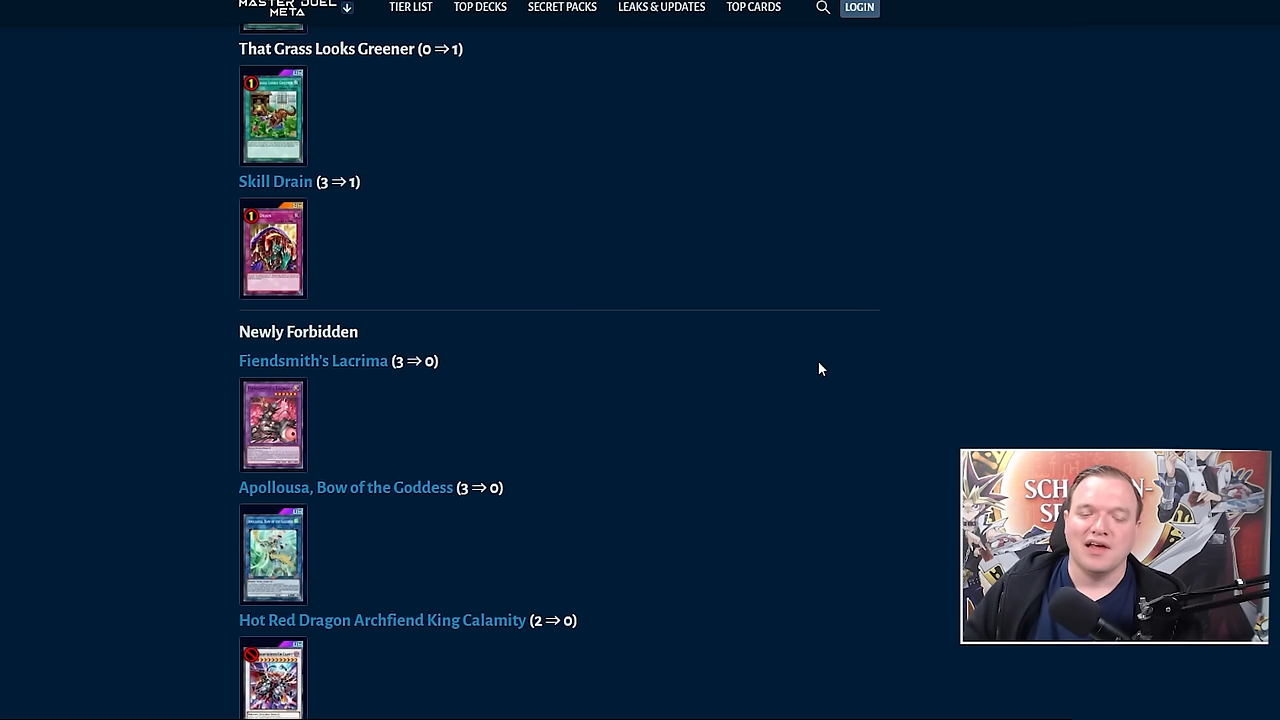 MASTER DUEL
META
TIER LIST
TOP DECKS
SECRET PACKS
LEAKS & UPDATES
TOP CARDS
LOGIN
That Grass Looks Greener (0 ⇒ 1)
1
Skill Drain (3 ⇒ 1)
1
Newly Forbidden
Fiendsmith's Lacrima (3 ⇒ 0)
Apollousa, Bow of the Goddess (3 ⇒ 0)
Hot Red Dragon Archfiend King Calamity (2 ⇒ 0)